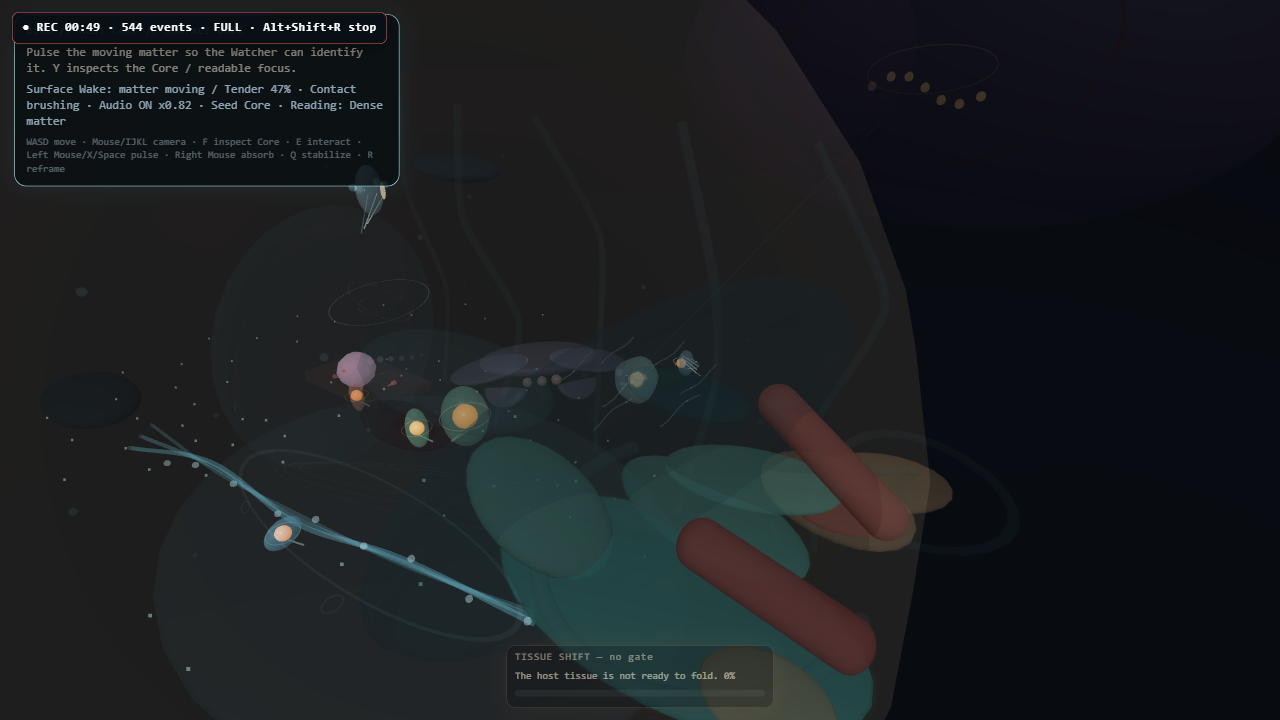 ● REC 00:49 · 544 events · FULL · Alt+Shift+R stop
Pulse the moving matter so the Watcher can identify
it. Y inspects the Core / readable focus.
Surface Wake: matter moving / Tender 47% · Contact
brushing · Audio ON x0.82 · Seed Core · Reading: Dense
matter
WASD move · Mouse/IJKL camera · F inspect Core · E interact ·
Left Mouse/X/Space pulse · Right Mouse absorb · Q stabilize · R
reframe
TISSUE SHIFT — no gate
The host tissue is not ready to fold. 0%